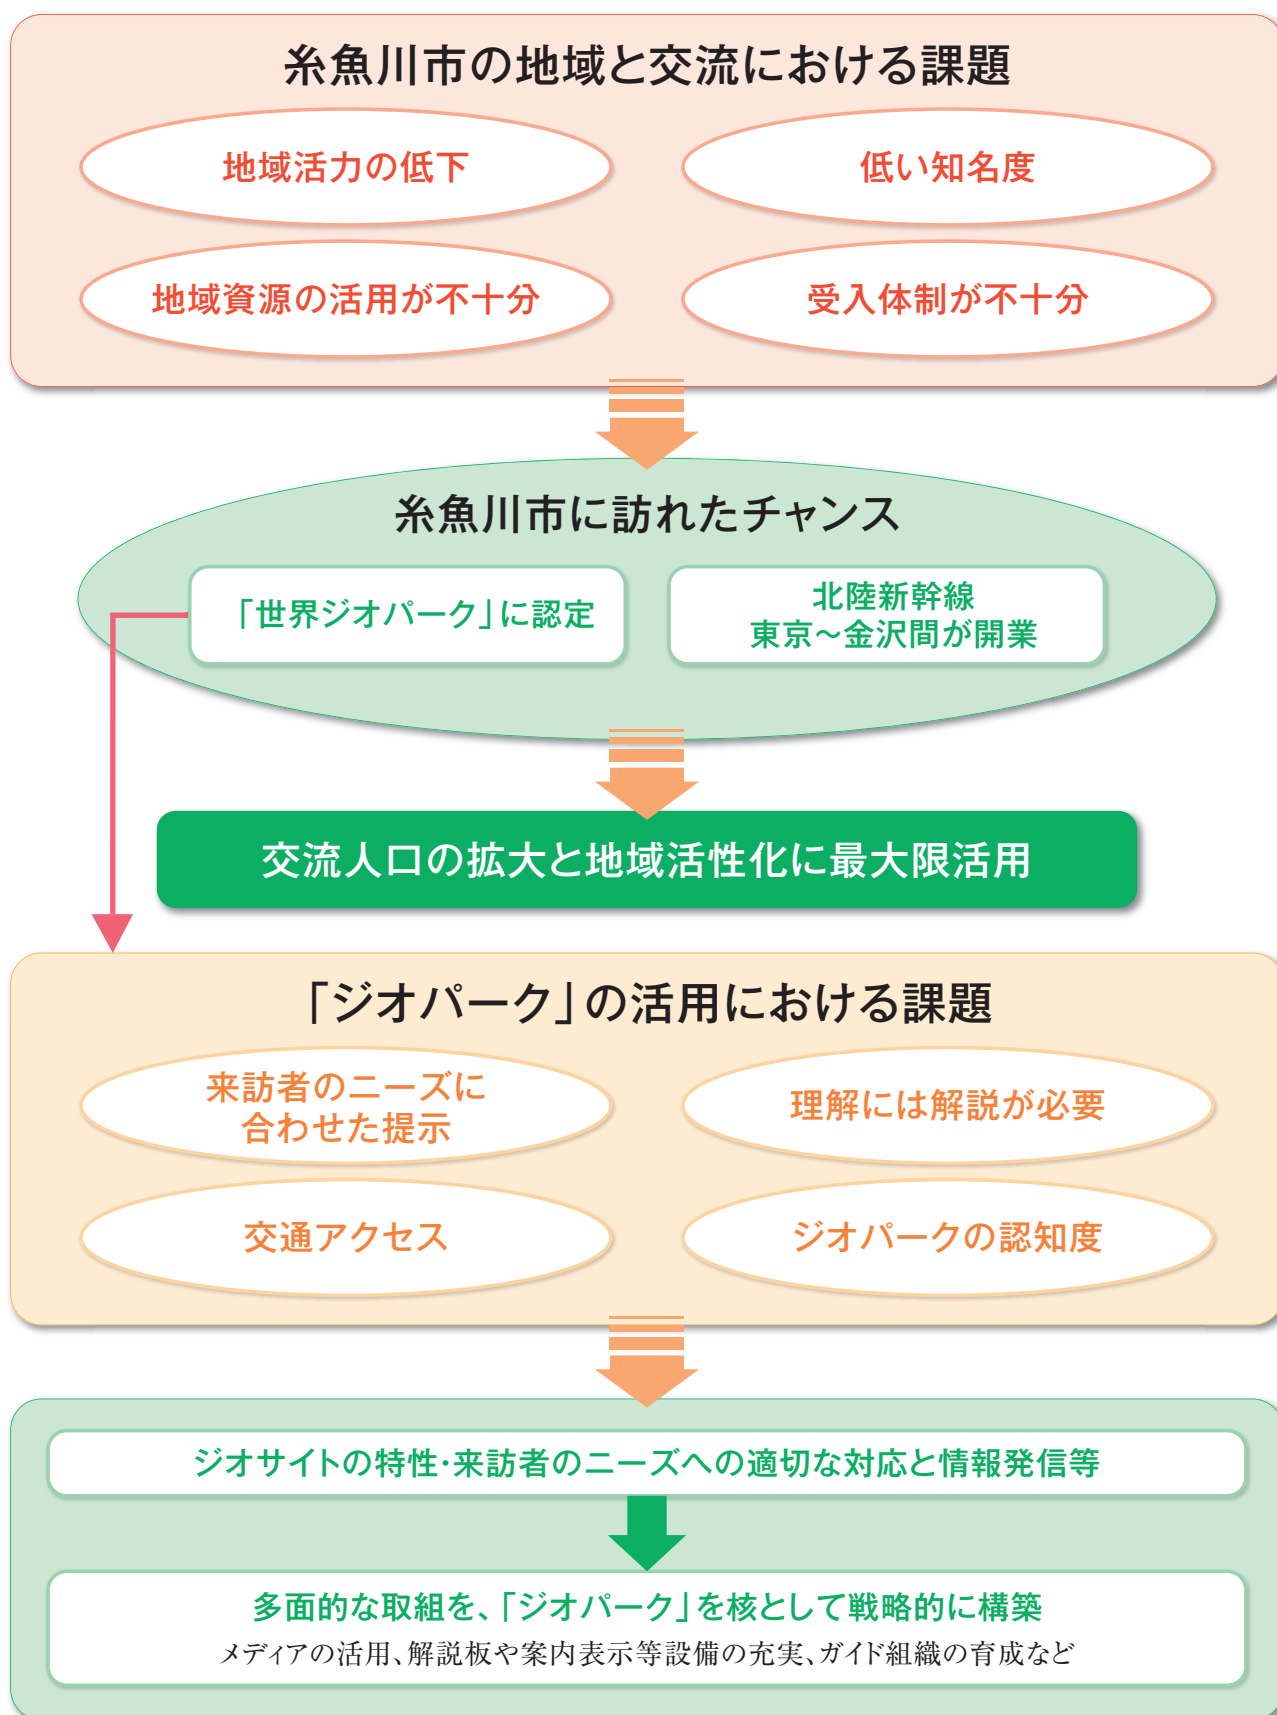 糸魚川市の地域と交流における課題
地域活力の低下
低い知名度
地域資源の活用が不十分
受入体制が不十分
糸魚川市に訪れたチャンス
「世界ジオパーク」に認定
北陸新幹線
東京～金沢間が開業
交流人口の拡大と地域活性化に最大限活用
「ジオパーク」の活用における課題
来訪者のニーズに
合わせた提示
理解には解説が必要
交通アクセス
ジオパークの認知度
ジオサイトの特性・来訪者のニーズへの適切な対応と情報発信等
多面的な取組を、「ジオパーク」を核として戦略的に構築
メディアの活用、解説板や案内表示等設備の充実、ガイド組織の育成など